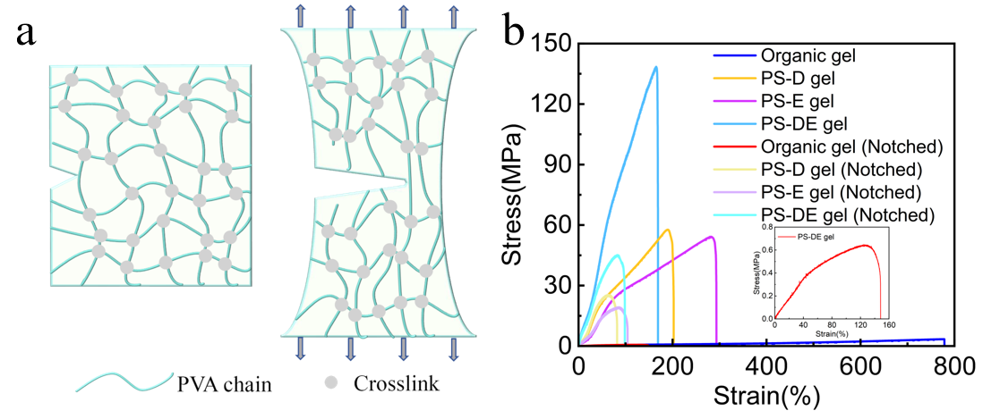 a
PVA chain
Crosslink
b
150
120
90
60
30
0
Stress(MPa)
0
200
400
600
800
Strain(%)
Organic gel
PS-D gel
PS-E gel
PS-DE gel
Organic gel (Notched)
PS-D gel (Notched)
PS-E gel (Notched)
PS-DE gel (Notched)
0.8
0.6
0.4
0.2
0.0
Stress(MPa)
PS-DE gel
0
40
80
120
160
Strain(%)